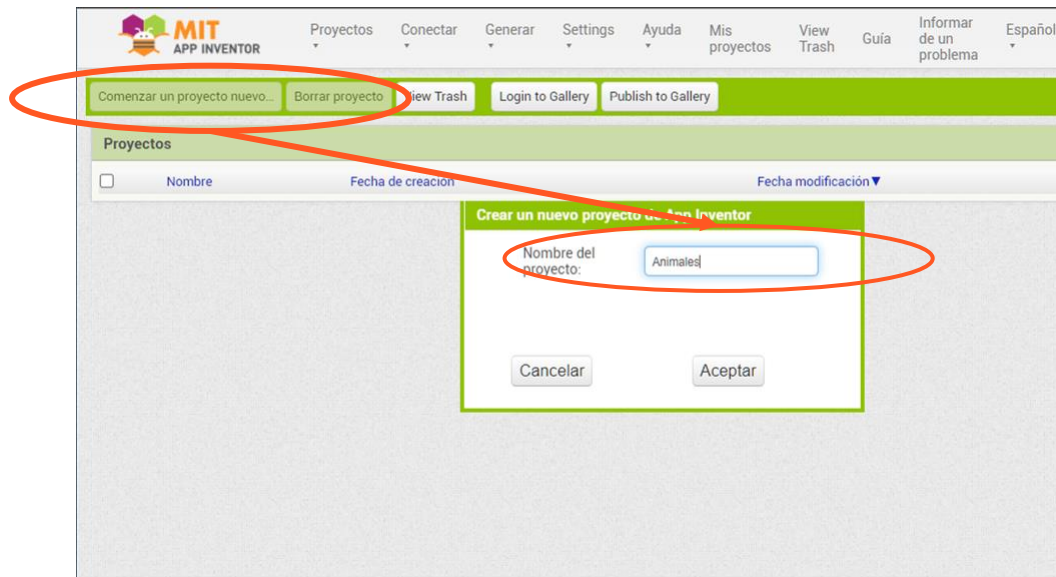 MIT
APP INVENTOR
Proyectos
Conectar
Generar
Settings
Ayuda
Mis
proyectos
View
Trash
Guía
Informar
de un
problema
Español
Comenzar un proyecto nuevo...
Borrar proyecto
View Trash
Login to Gallery
Publish to Gallery
Proyectos
Nombre
Fecha de creación
Fecha modificación▼
Crear un nuevo proyecto de App Inventor
Nombre del
proyecto:
Animales
Cancelar
Aceptar